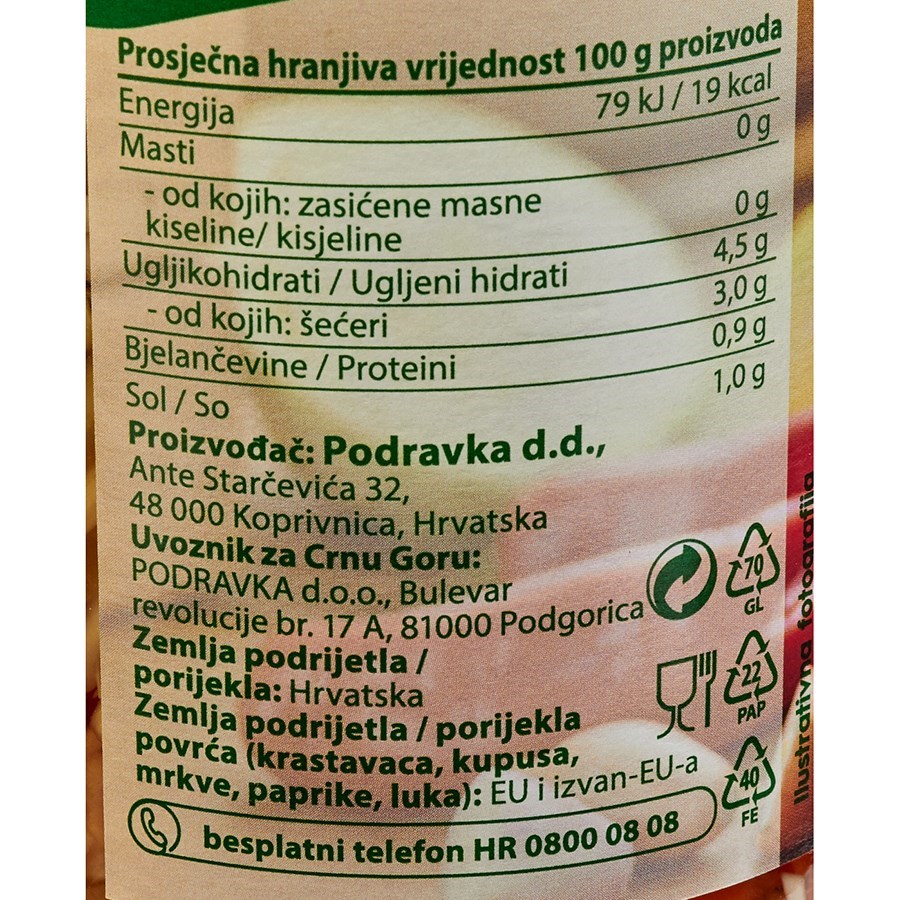 Prosječna hranjiva vrijednost 100 g proizvoda
Energija 79 kJ / 19 kcal
Masti 0 g
- od kojih: zasićene masne
kiseline/ kisjeline 0 g
Ugljikohidrati / Ugljeni hidrati 4,5 g
- od kojih: šećeri 3,0 g
Bjelančevine / Proteini 0,9 g
Sol / So 1,0 g
Proizvođač: Podravka d.d.,
Ante Starčevića 32,
48 000 Koprivnica, Hrvatska
Uvoznik za Crnu Goru:
PODRAVKA d.o.o., Bulevar
revolucije br. 17 A, 81000 Podgorica
Zemlja podrijetla /
porijekla: Hrvatska
Zemlja podrijetla / porijekla
povrća (krastavaca, kupusa,
mrkve, paprike, luka): EU i izvan-EU-a
besplatni telefon HR 0800 08 08
70
GL
22
PAP
40
FE
Ilustrativna fotografija